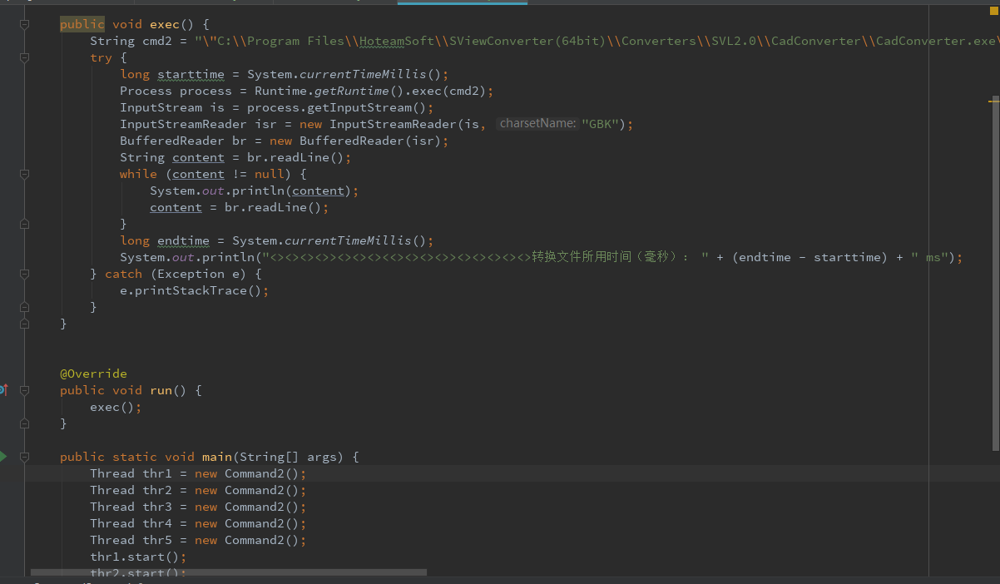 public void exec() {
String cmd2 = "\"C:\\Program Files\\HoteamSoft\\SViewConverter(64bit)\\Converters\\SVL2.0\\CadConverter\\CadConverter.exe\
try {
long starttime = System.currentTimeMillis();
Process process = Runtime.getRuntime().exec(cmd2);
InputStream is = process.getInputStream();
InputStreamReader isr = new InputStreamReader(is, charsetName: "GBK");
BufferedReader br = new BufferedReader(isr);
String content = br.readLine();
while (content != null) {
System.out.println(content);
content = br.readLine();
}
long endtime = System.currentTimeMillis();
System.out.println("<><><><>><><><><<><><><>><><><><><>转换文件所用时间(毫秒): " + (endtime - starttime) + " ms");
} catch (Exception e) {
e.printStackTrace();
}
}
@Override
public void run() {
exec();
}
public static void main(String[] args) {
Thread thr1 = new Command2();
Thread thr2 = new Command2();
Thread thr3 = new Command2();
Thread thr4 = new Command2();
Thread thr5 = new Command2();
thr1.start();
thr2.start();